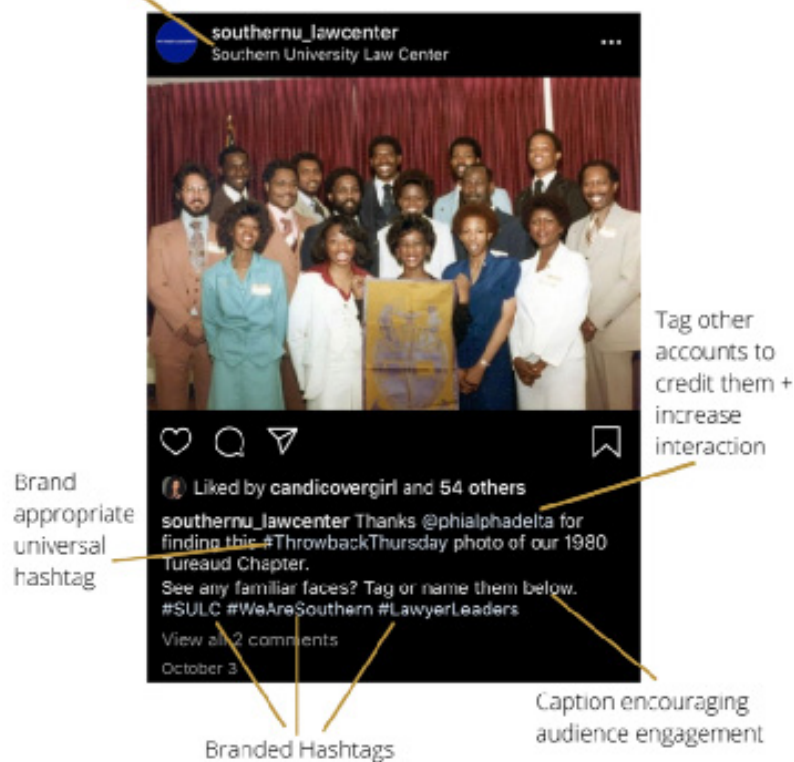 southernu_lawcenter
Southern University Law Center
Tag other
accounts to
credit them +
increase
interaction
Liked by candicovergirl and 54 others
southernu_lawcenter Thanks @phialphadelta for
finding this #ThrowbackThursday photo of our 1980
Tureaud Chapter.
See any familiar faces? Tag or name them below.
#SULC #WeAreSouthern #LawyerLeaders
View all 2 comments
October 3
Brand
appropriate
universal
hashtag
Caption encouraging
audience engagement
Branded Hashtags